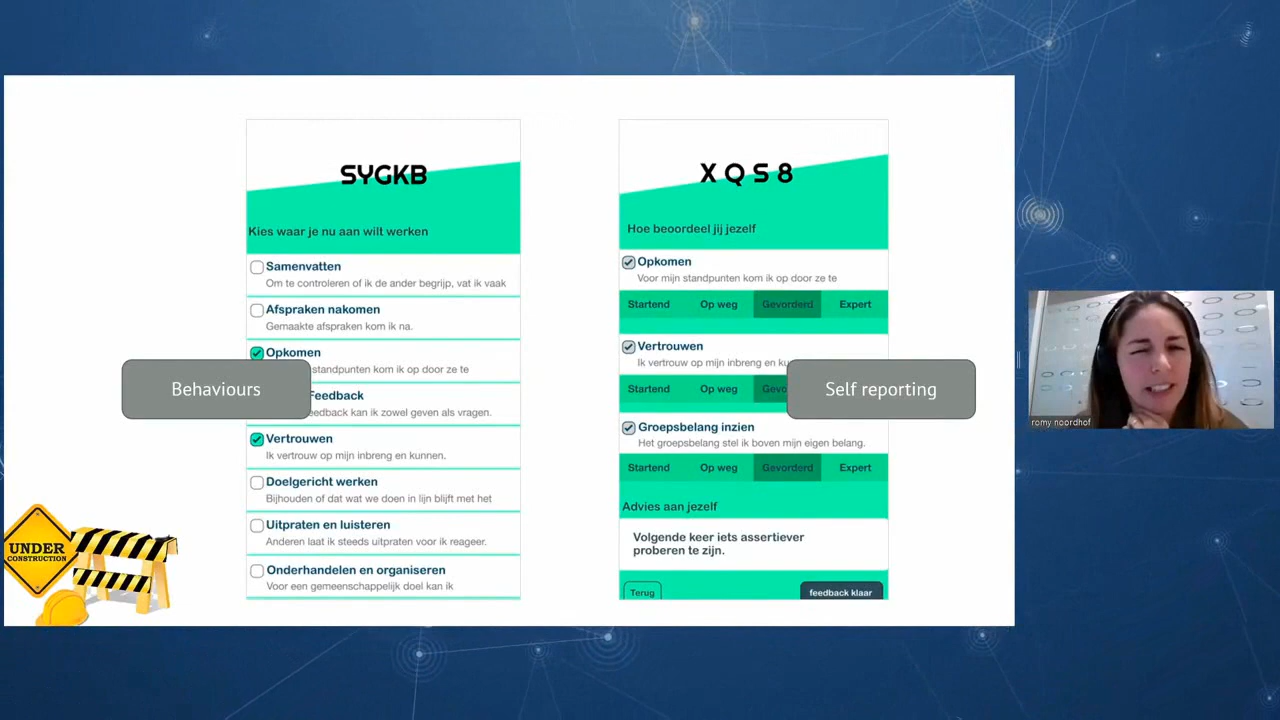 SYGKB
Kies waar je nu aan wilt werken
Samenvatten
Om te controleren of ik de ander begrijp, vat ik vaak
Afspraken nakomen
Gemaakte afspraken kom ik na.
Opkomen
standpunten kom ik op door ze te
Feedback
eedback kan ik zowel geven als vragen.
Vertrouwen
Ik vertrouw op mijn inbreng en kunnen.
Doelgericht werken
Bijhouden of dat wat we doen in lijn blijft met het
Uitpraten en luisteren
Anderen laat ik steeds uitpraten voor ik reageer.
Onderhandelen en organiseren
Voor een gemeenschappelijk doel kan ik
Behaviours
UNDER
CONSTRUCTION
X Q S 8
Hoe beoordeel jij jezelf
Opkomen
Voor mijn standpunten kom ik op door ze te
Startend Op weg Gevorderd Expert
Vertrouwen
Ik vertrouw op mijn inbreng en ku
Startend Op weg Gevo
Self reporting
Groepsbelang inzien
Het groepsbelang stel ik boven mijn eigen belang.
Startend Op weg Gevorderd Expert
Advies aan jezelf
Volgende keer iets assertiever
proberen te zijn.
Terug feedback klaar
romy noordhof